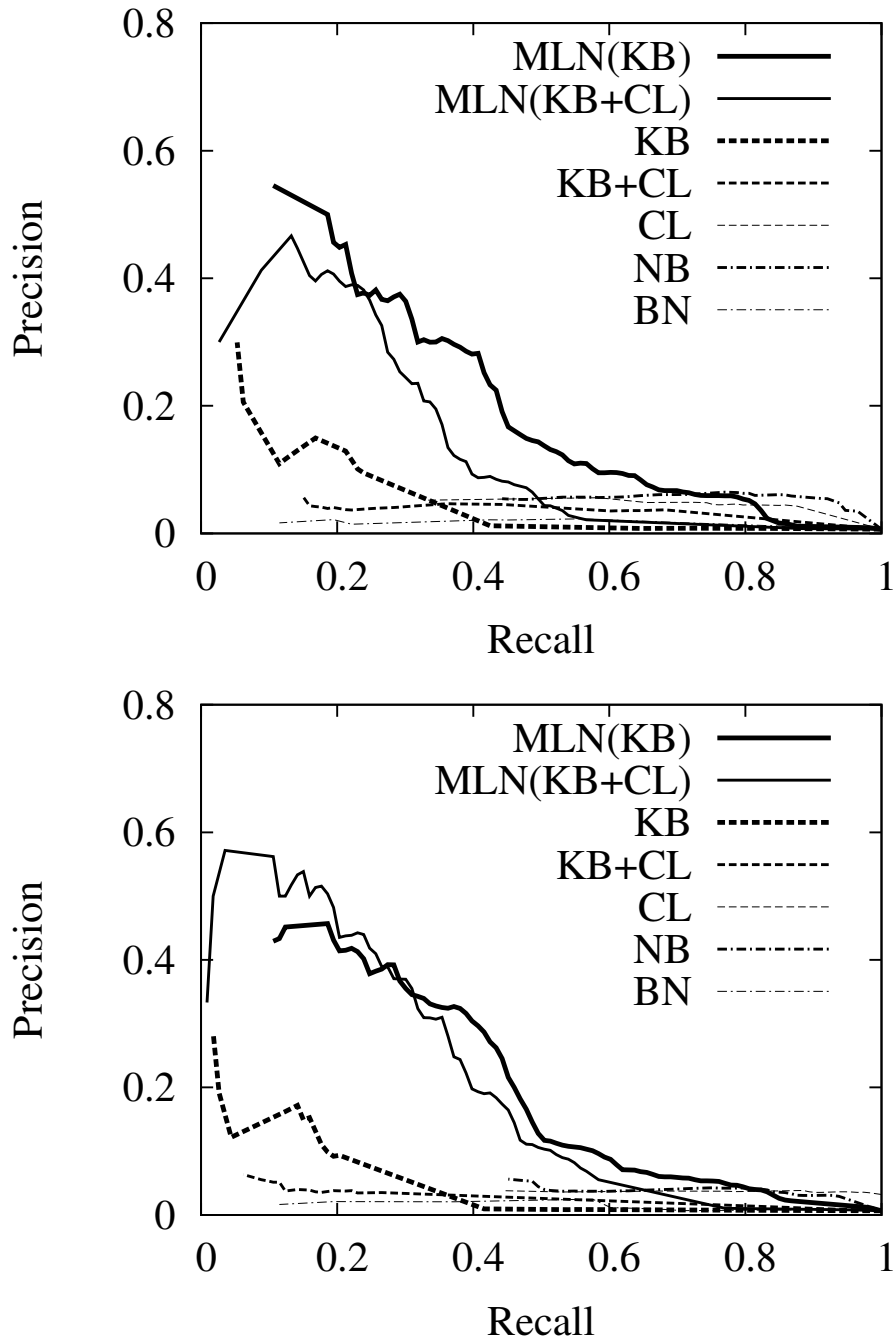 0.8
MLN(KB)
MLN(KB+CL)
0.6
KB
KB+CL
CL
0.4
NB
BN
Precision
0.2
0
0 0.2 0.4 0.6 0.8 1
Recall
0.8
MLN(KB)
MLN(KB+CL)
0.6
KB
KB+CL
CL
0.4
NB
BN
Precision
0.2
0
0 0.2 0.4 0.6 0.8 1
Recall